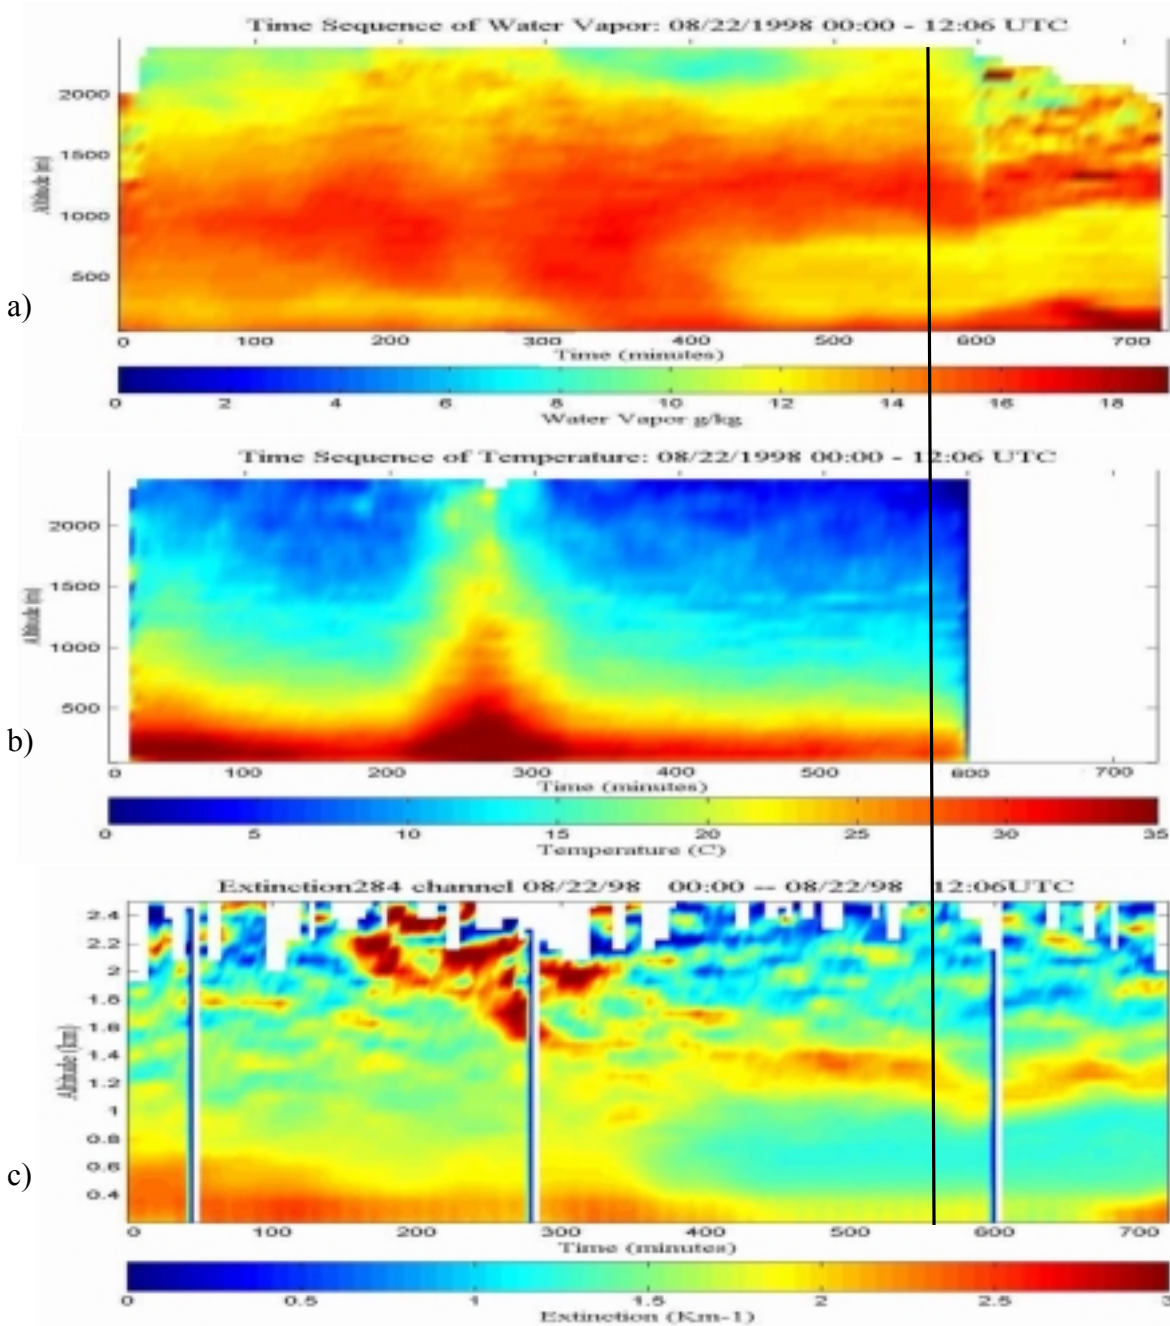 Time Sequence of Water Vapor: 08/22/1998 00:00 - 12:06 UTC
2000
1500
1000
500
Altitude (m)
a)
0 100 200 300 400 500 600 700
Time (minutes)
0 2 4 6 8 10 12 14 16 18
Water Vapor g/kg
Time Sequence of Temperature: 08/22/1998 00:00 - 12:06 UTC
2000
1500
1000
500
Altitude (m)
b)
0 100 200 300 400 500 600 700
Time (minutes)
0 5 10 15 20 25 30 35
Temperature (C)
Extinction284 channel 08/22/98 00:00 -- 08/22/98 12:06UTC
2.4
2.2
2
1.8
1.6
1.4
1.2
1
0.8
0.6
0.4
Altitude (km)
c)
0 100 200 300 400 500 600 700
Time (minutes)
0 0.5 1 1.5 2 2.5 3
Extinction (Km-1)